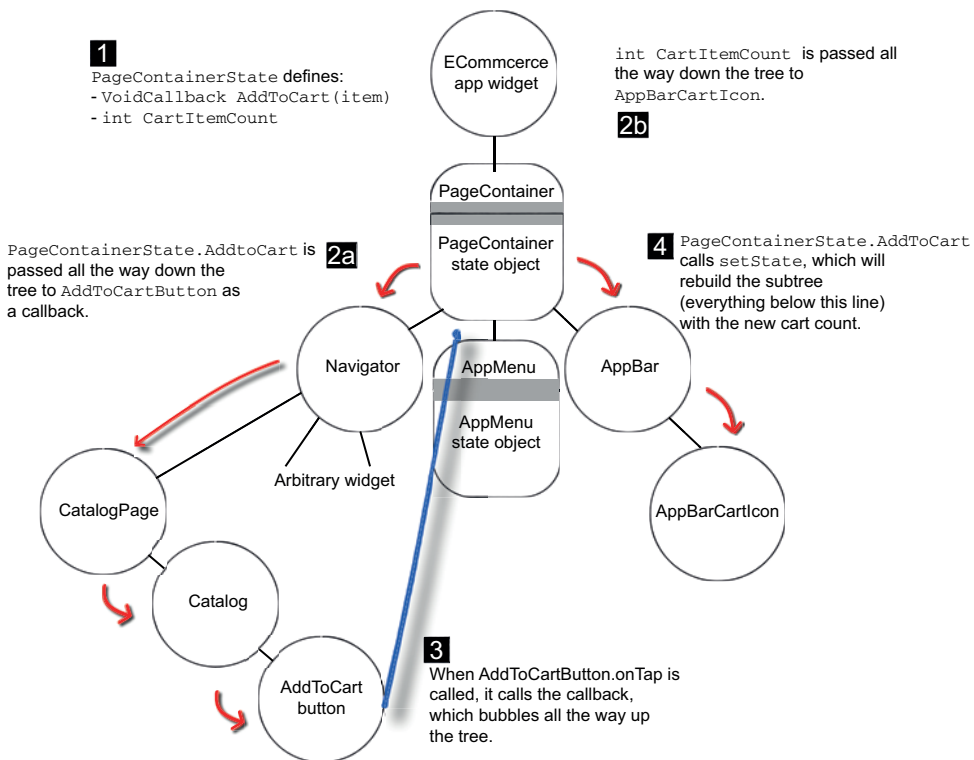 1
PageContainerState defines:
- VoidCallback AddToCart(item)
- int CartItemCount
ECommcerce
app widget
int CartItemCount is passed all
the way down the tree to
AppBarCartIcon.
2b
PageContainer
PageContainer
state object
PageContainerState.AddtoCart is
passed all the way down the
tree to AddToCartButton as
a callback.
2a
4
PageContainerState.AddToCart
calls setState, which will
rebuild the subtree
(everything below this line)
with the new cart count.
Navigator
AppMenu
AppMenu
state object
AppBar
Arbitrary widget
CatalogPage
AppBarCartIcon
Catalog
AddToCart
button
3
When AddToCartButton.onTap is
called, it calls the callback,
which bubbles all the way up
the tree.